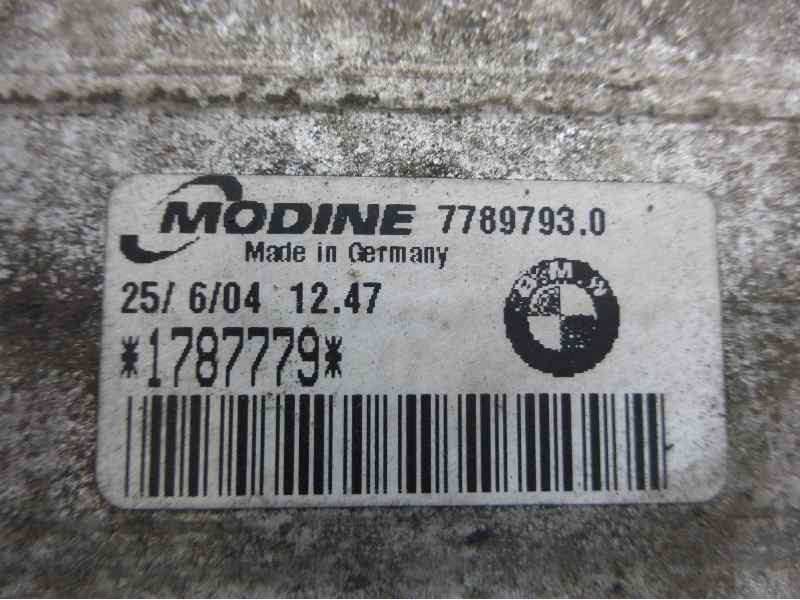 MODINE 7789793.0
Made in Germany
25/ 6/04 12.47
*1787779*
BMW